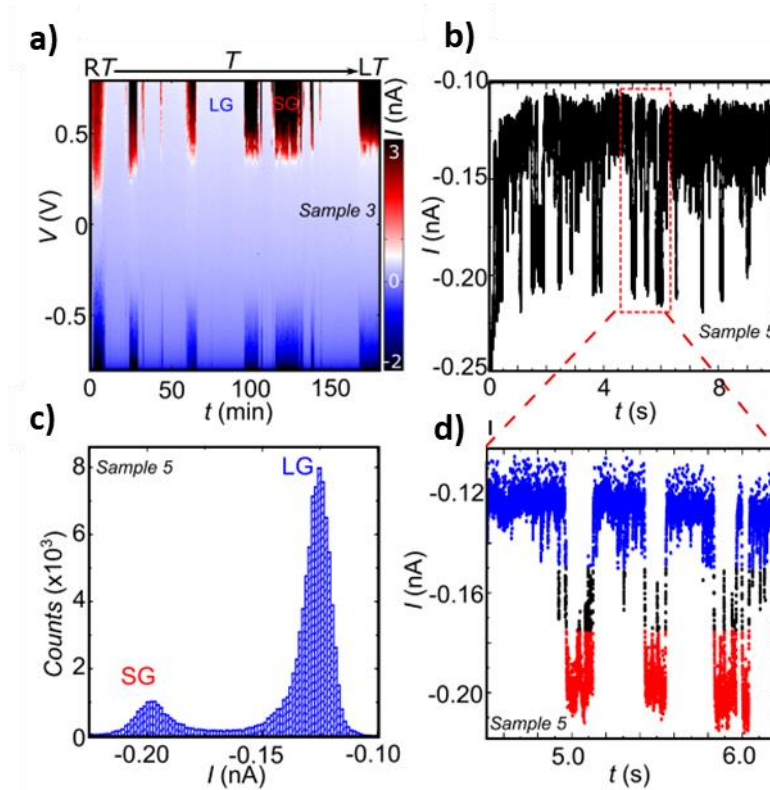 a)
RT T LT
LG SG
I (nA)
3
0
-2
V (V)
0.5
0
-0.5
Sample 3
0 50 100 150
t (min)
b)
-0.10
-0.15
-0.20
-0.25
I (nA)
Sample 5
0 4 8
t (s)
c)
Sample 5
LG
SG
Counts (x10³)
8
6
4
2
0
-0.20 -0.15 -0.10
I (nA)
d)
-0.12
-0.16
-0.20
I (nA)
Sample 5
5.0 6.0
t (s)